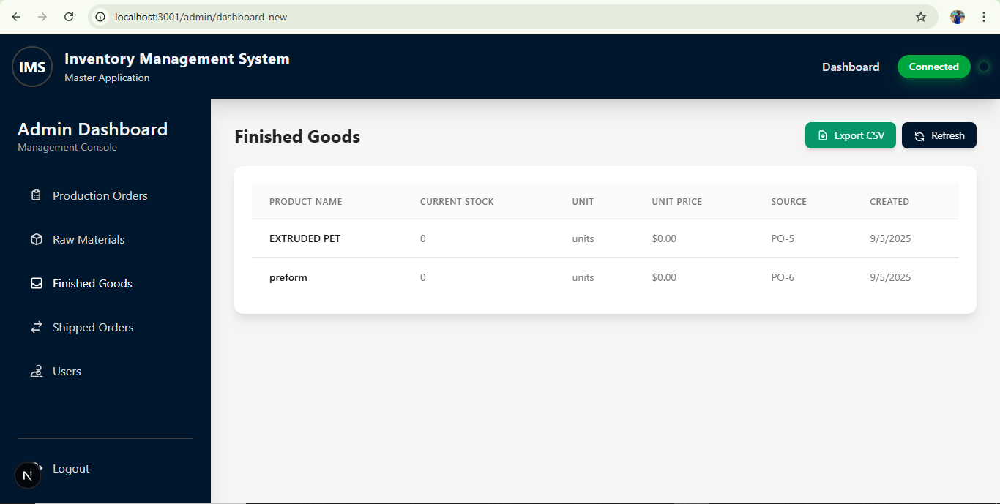 localhost:3001/admin/dashboard-new
IMS
Inventory Management System
Master Application
Dashboard
Connected
Admin Dashboard
Management Console
Production Orders
Raw Materials
Finished Goods
Shipped Orders
Users
Logout
N
Finished Goods
Export CSV
Refresh
PRODUCT NAME CURRENT STOCK UNIT UNIT PRICE SOURCE CREATED
EXTRUDED PET 0 units $0.00 PO-5 9/5/2025
preform 0 units $0.00 PO-6 9/5/2025